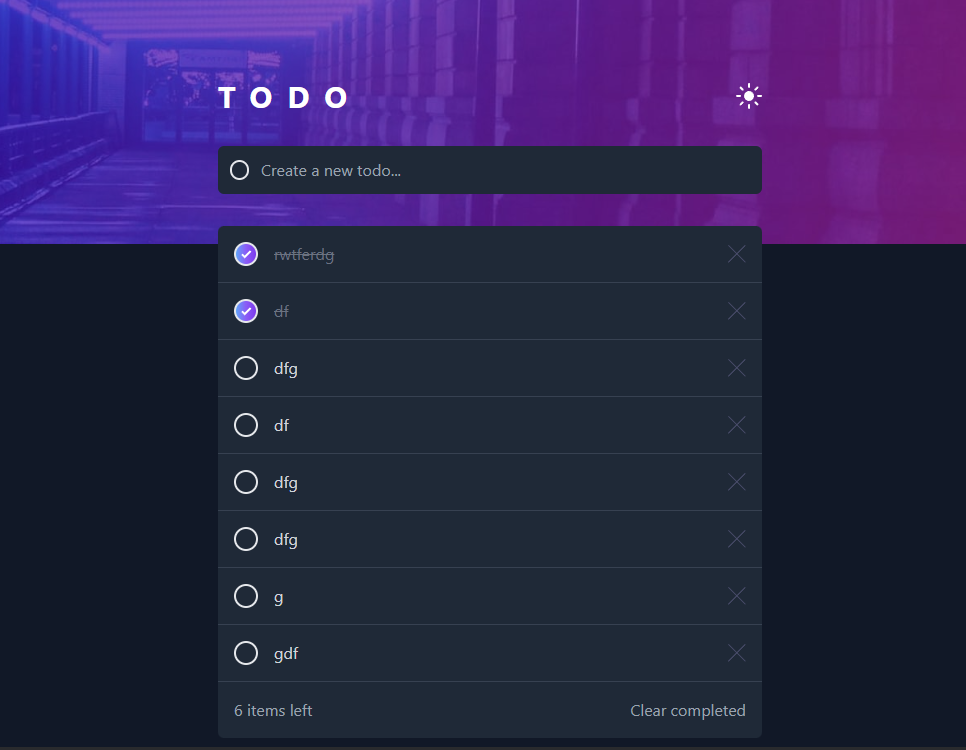 TODO
Create a new todo...
rwtferdg
df
dfg
df
dfg
dfg
g
gdf
6 items left Clear completed